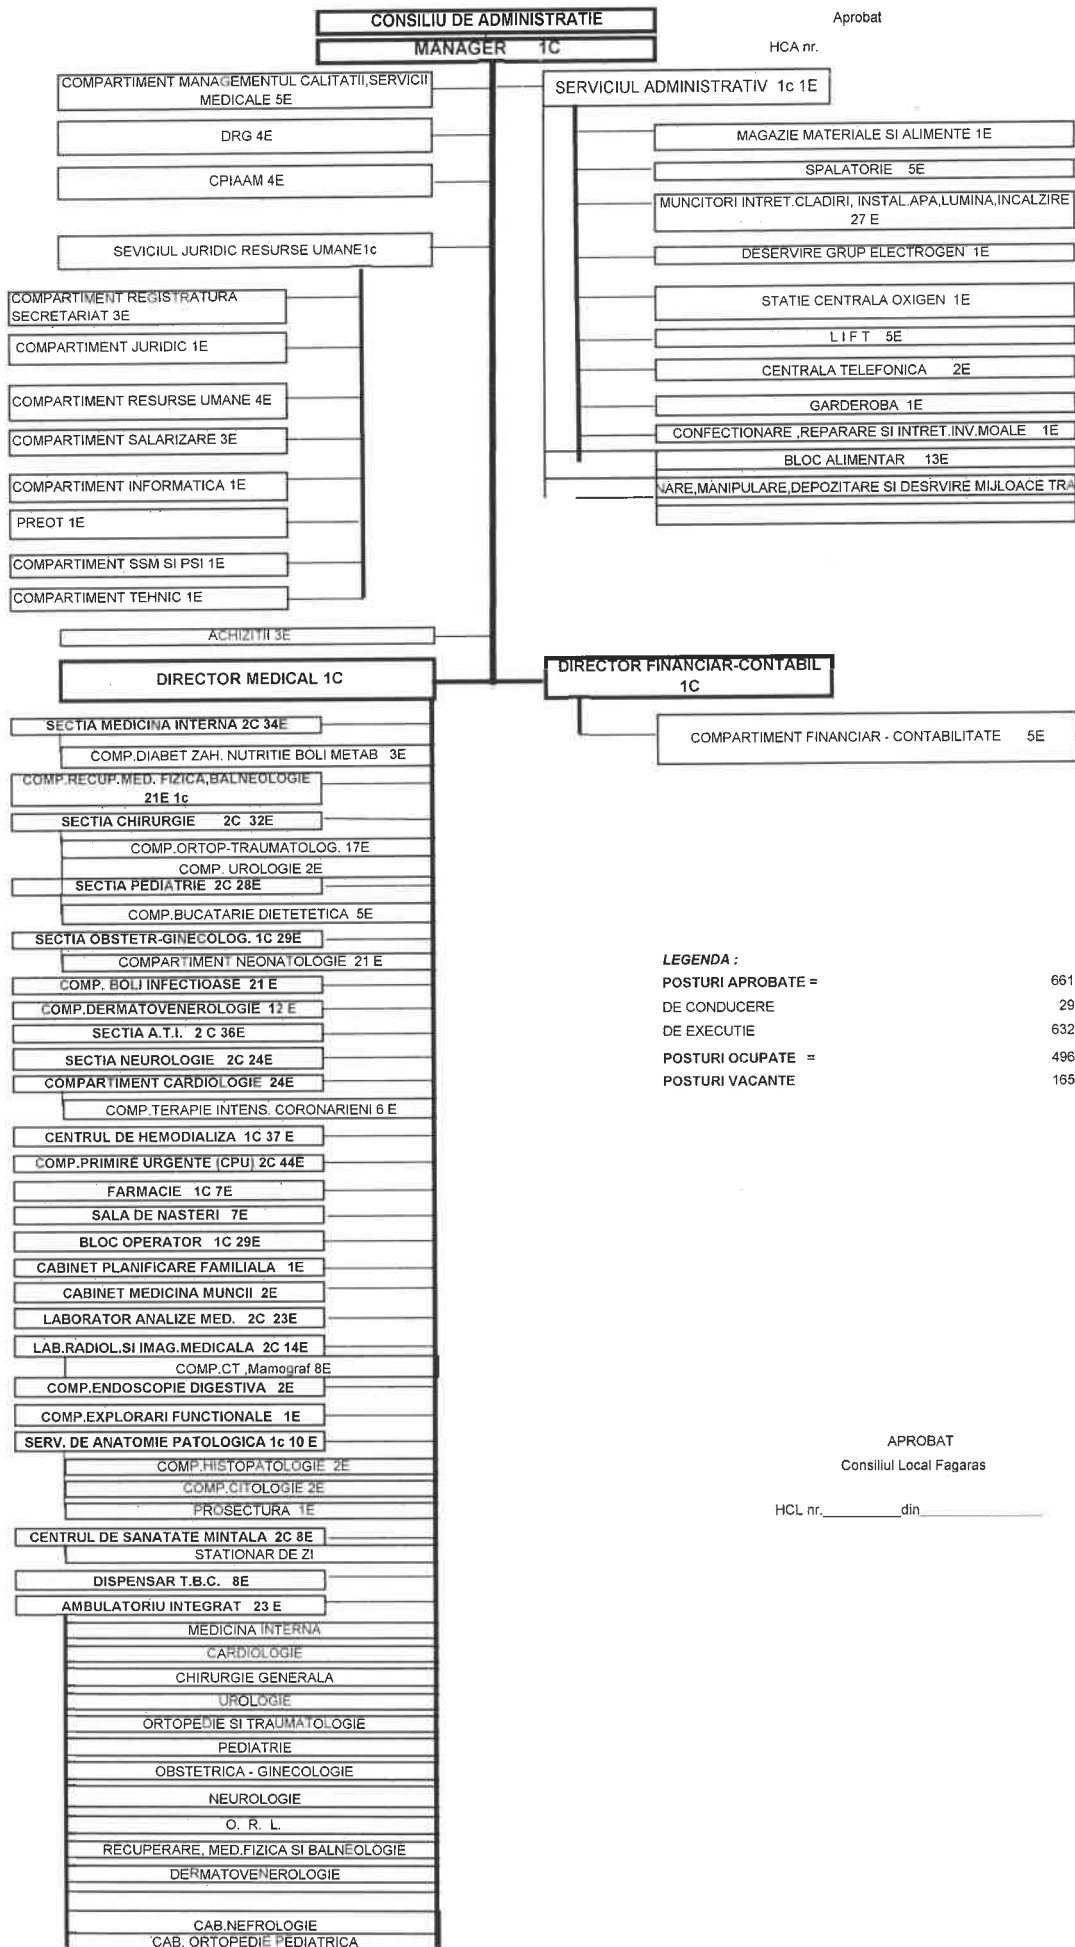 CONSILIU DE ADMINISTRATIE
Aprobat
MANAGER 1C
HCA nr.
COMPARTIMENT MANAGEMENTUL CALITATII,SERVICII
MEDICALE 5E
DRG 4E
CPIAAM 4E
SEVICIUL JURIDIC RESURSE UMANE1c
COMPARTIMENT REGISTRATURA
SECRETARIAT 3E
COMPARTIMENT JURIDIC 1E
COMPARTIMENT RESURSE UMANE 4E
COMPARTIMENT SALARIZARE 3E
COMPARTIMENT INFORMATICA 1E
PREOT 1E
COMPARTIMENT SSM SI PSI 1E
COMPARTIMENT TEHNIC 1E
ACHIZITII 3E
SERVICIUL ADMINISTRATIV 1c 1E
MAGAZIE MATERIALE SI ALIMENTE 1E
SPALATORIE 5E
MUNCITORI INTRET.CLADIRI, INSTAL.APA,LUMINA,INCALZIRE
27 E
DESERVIRE GRUP ELECTROGEN 1E
STATIE CENTRALA OXIGEN 1E
L I F T 5E
CENTRALA TELEFONICA 2E
GARDEROBA 1E
CONFECTIONARE ,REPARARE SI INTRET.INV.MOALE 1E
BLOC ALIMENTAR 13E
NARE,MANIPULARE,DEPOZITARE SI DESRVIRE MIJLOACE TRA
DIRECTOR MEDICAL 1C
DIRECTOR FINANCIAR-CONTABIL
1C
COMPARTIMENT FINANCIAR - CONTABILITATE 5E
SECTIA MEDICINA INTERNA 2C 34E
COMP.DIABET ZAH. NUTRITIE BOLI METAB 3E
COMP.RECUP.MED. FIZICA,BALNEOLOGIE
21E 1c
SECTIA CHIRURGIE 2C 32E
COMP.ORTOP-TRAUMATOLOG. 17E
COMP. UROLOGIE 2E
SECTIA PEDIATRIE 2C 28E
COMP.BUCATARIE DIETETETICA 5E
SECTIA OBSTETR-GINECOLOG. 1C 29E
COMPARTIMENT NEONATOLOGIE 21 E
COMP. BOLI INFECTIOASE 21 E
COMP.DERMATOVENEROLOGIE 12 E
SECTIA A.T.I. 2 C 36E
SECTIA NEUROLOGIE 2C 24E
COMPARTIMENT CARDIOLOGIE 24E
COMP.TERAPIE INTENS. CORONARIENI 6 E
CENTRUL DE HEMODIALIZA 1C 37 E
COMP.PRIMIRE URGENTE (CPU) 2C 44E
FARMACIE 1C 7E
SALA DE NASTERI 7E
BLOC OPERATOR 1C 29E
CABINET PLANIFICARE FAMILIALA 1E
CABINET MEDICINA MUNCII 2E
LABORATOR ANALIZE MED. 2C 23E
LAB.RADIOL.SI IMAG.MEDICALA 2C 14E
COMP.CT ,Mamograf 8E
COMP.ENDOSCOPIE DIGESTIVA 2E
COMP.EXPLORARI FUNCTIONALE 1E
SERV. DE ANATOMIE PATOLOGICA 1c 10 E
COMP.HISTOPATOLOGIE 2E
COMP.CITOLOGIE 2E
PROSECTURA 1E
CENTRUL DE SANATATE MINTALA 2C 8E
STATIONAR DE ZI
DISPENSAR T.B.C. 8E
AMBULATORIU INTEGRAT 23 E
MEDICINA INTERNA
CARDIOLOGIE
CHIRURGIE GENERALA
UROLOGIE
ORTOPEDIE SI TRAUMATOLOGIE
PEDIATRIE
OBSTETRICA - GINECOLOGIE
NEUROLOGIE
O. R. L.
RECUPERARE, MED.FIZICA SI BALNEOLOGIE
DERMATOVENEROLOGIE
CAB.NEFROLOGIE
CAB. ORTOPEDIE PEDIATRICA
LEGENDA :
POSTURI APROBATE = 661
DE CONDUCERE 29
DE EXECUTIE 632
POSTURI OCUPATE = 496
POSTURI VACANTE 165
APROBAT
Consiliul Local Fagaras
HCL nr.__________din________________